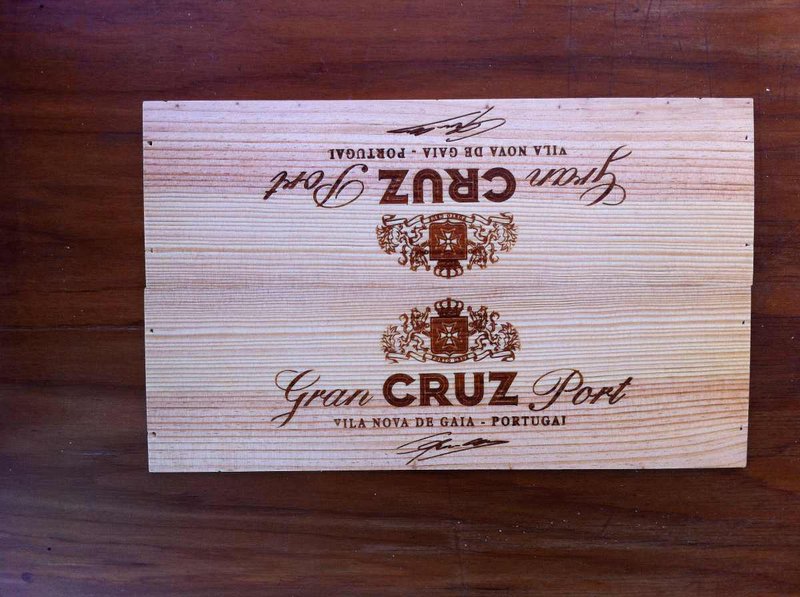 Gran CRUZ Port
VILA NOVA DE GAIA - PORTUGAL
Gran CRUZ Port
VILA NOVA DE GAIA - PORTUGAL